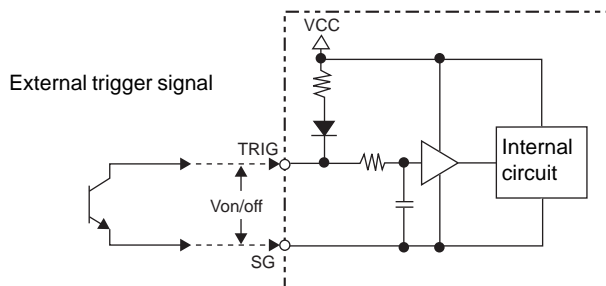 VCC
External trigger signal
TRIG
Internal
circuit
Von/off
SG